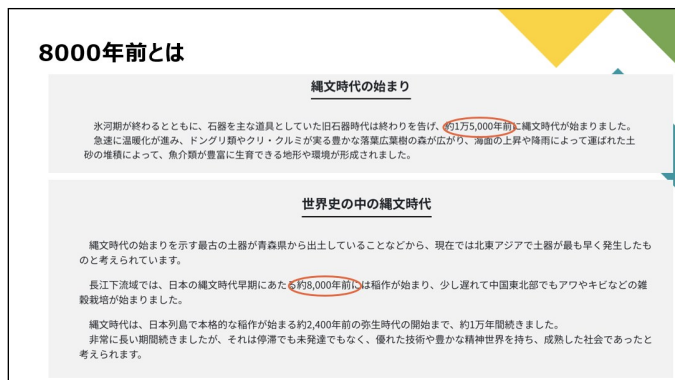 8000年前とは
縄文時代の始まり
氷河期が終わるとともに、石器を主な道具としていた旧石器時代は終わりを告げ、約1万5,000年前に縄文時代が始まりました。
急速に温暖化が進み、ドングリ類やクリ・クルミが実る豊かな落葉広葉樹の森が広がり、海面の上昇や降雨によって運ばれた土
砂の堆積によって、魚介類が豊富に生育できる地形や環境が形成されました。
世界史の中の縄文時代
縄文時代の始まりを示す最古の土器が青森県から出土していることなどから、現在では北東アジアで土器が最も早く発生したも
のと考えられています。
長江下流域では、日本の縄文時代早期にあたる約8,000年前には稲作が始まり、少し遅れて中国東北部でもアワやキビなどの雑
穀栽培が始まりました。
縄文時代は、日本列島で本格的な稲作が始まる約2,400年前の弥生時代の開始まで、約1万年間続きました。
非常に長い期間続きましたが、それは停滞でも未発達でもなく、優れた技術や豊かな精神世界を持ち、成熟した社会であったと
考えられます。